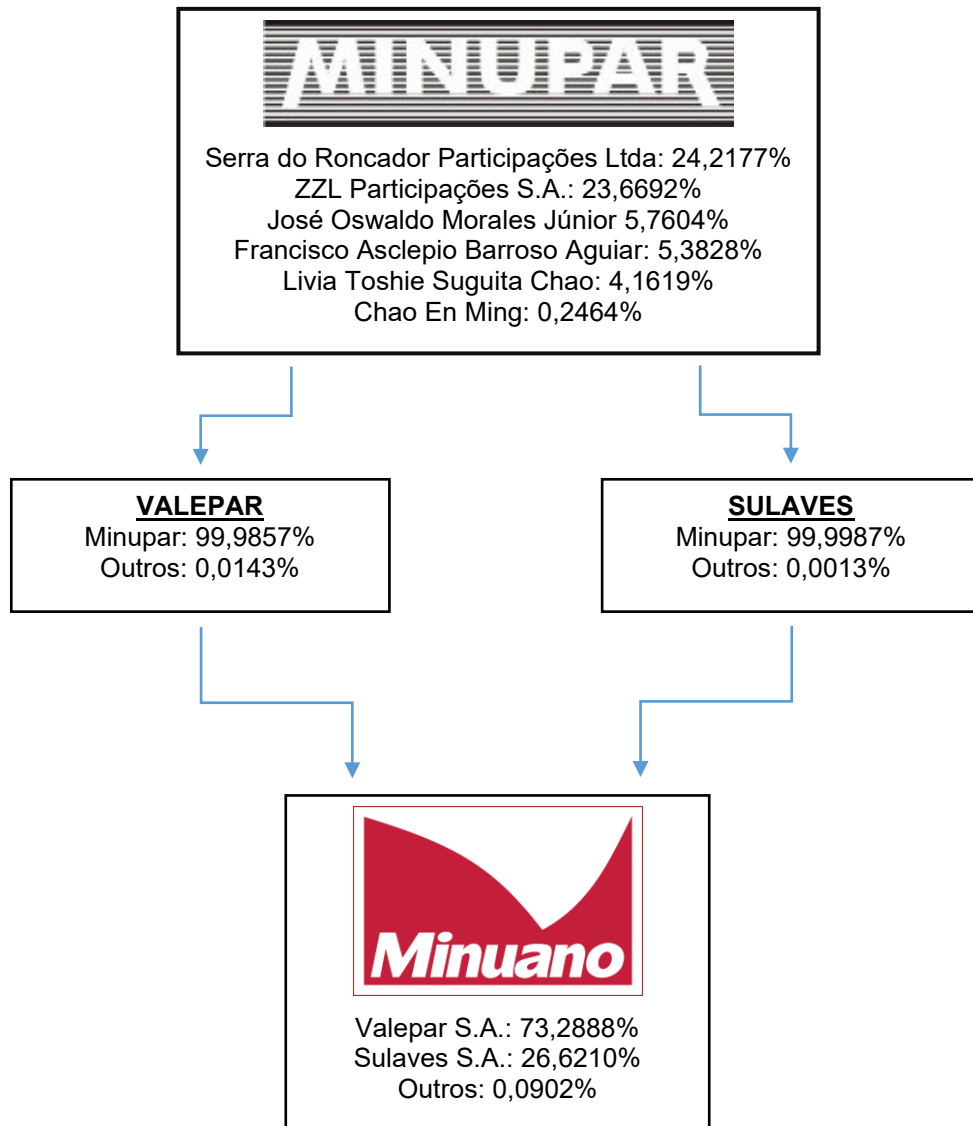 MINUPAR
Serra do Roncador Participações Ltda: 24,2177%
ZZL Participações S.A.: 23,6692%
José Oswaldo Morales Júnior 5,7604%
Francisco Asclepio Barroso Aguiar: 5,3828%
Livia Toshie Suguita Chao: 4,1619%
Chao En Ming: 0,2464%
VALEPAR
Minupar: 99,9857%
Outros: 0,0143%
SULAVES
Minupar: 99,9987%
Outros: 0,0013%
Minuano
Valepar S.A.: 73,2888%
Sulaves S.A.: 26,6210%
Outros: 0,0902%